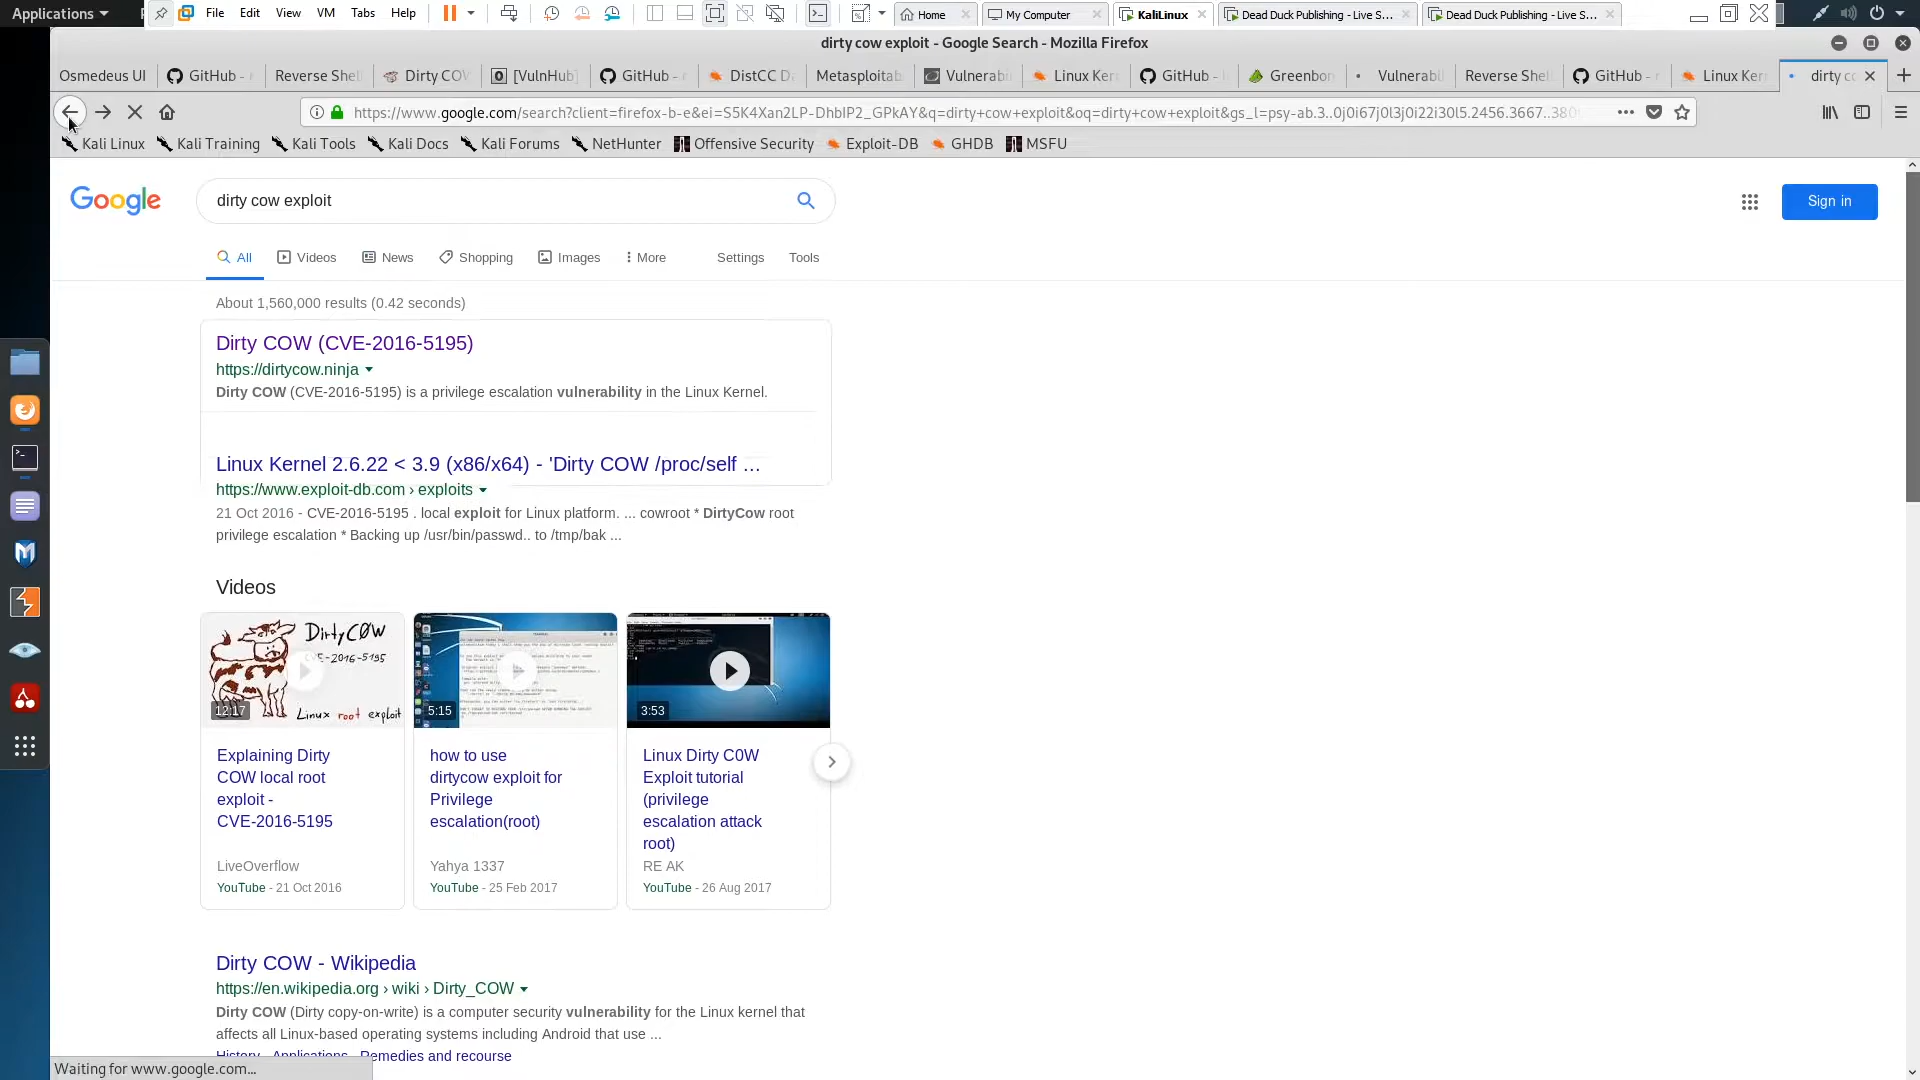 Applications
File Edit View VM Tabs Help
Home
My Computer
KaliLinux
Dead Duck Publishing - Live S...
Dead Duck Publishing - Live S...
dirty cow exploit - Google Search - Mozilla Firefox
Osmedeus UI
GitHub -
Reverse She
Dirty CO
[VulnHub
GitHub -
DistCC D
Metasploitab
Vulnerab
Linux Ker
GitHub -
Greenbon
Vulnerabil
Reverse She
GitHub -
Linux Ker
dirty co
https://www.google.com/search?client=firefox-b-e&ei=S5K4Xan2LP-DhbIP2_GPkAY&q=dirty+cow+exploit&oq=dirty+cow+exploit&gs_l=psy-ab.3..0j0i67j0l3j0i22i30l5.2456.3667..380
Kali Linux
Kali Training
Kali Tools
Kali Docs
Kali Forums
NetHunter
Offensive Security
Exploit-DB
GHDB
MSFU
Google
dirty cow exploit
Sign in
All
Videos
News
Shopping
Images
More
Settings
Tools
About 1,560,000 results (0.42 seconds)
Dirty COW (CVE-2016-5195)
https://dirtycow.ninja
Dirty COW (CVE-2016-5195) is a privilege escalation vulnerability in the Linux Kernel.
Linux Kernel 2.6.22 < 3.9 (x86/x64) - 'Dirty COW /proc/self ...
https://www.exploit-db.com › exploits
21 Oct 2016 - CVE-2016-5195 . local exploit for Linux platform. ... cowroot * DirtyCow root
privilege escalation * Backing up /usr/bin/passwd.. to /tmp/bak ...
Videos
DirtyC0W
CVE-2016-5195
Linux root exploit
12:17
5:15
3:53
Explaining Dirty
COW local root
exploit -
CVE-2016-5195
LiveOverflow
YouTube - 21 Oct 2016
how to use
dirtycow exploit for
Privilege
escalation(root)
Yahya 1337
YouTube - 25 Feb 2017
Linux Dirty C0W
Exploit tutorial
(privilege
escalation attack
root)
RE AK
YouTube - 26 Aug 2017
Dirty COW - Wikipedia
https://en.wikipedia.org › wiki › Dirty_COW
Dirty COW (Dirty copy-on-write) is a computer security vulnerability for the Linux kernel that
affects all Linux-based operating systems including Android that use ...
History · Applications · Remedies and recourse
Waiting for www.google.com...